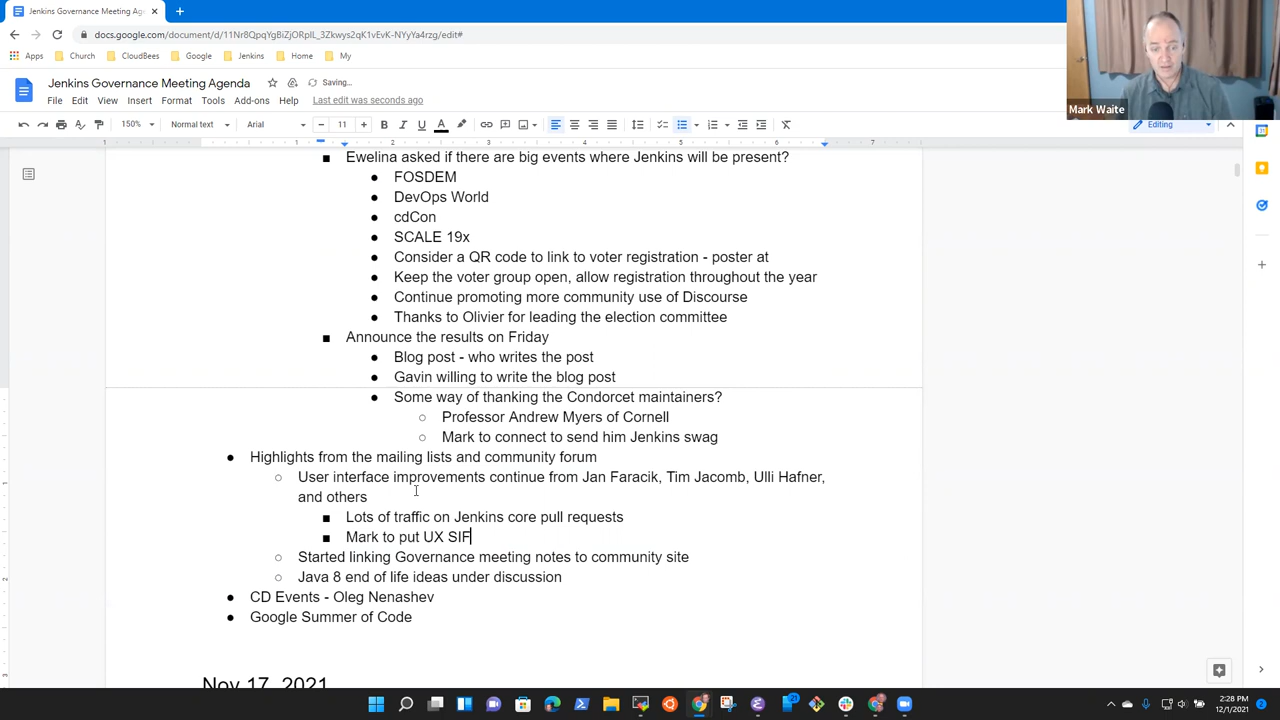 Jenkins Governance Meeting Ag
docs.google.com/document/d/11Nr8QpqYgBiZjORpIL_3Zkwys2qK1vEvK-NYyYa4rzg/edit#
Apps Church CloudBees Google Jenkins Home My
Mark Waite
Jenkins Governance Meeting Agenda Saving...
File Edit View Insert Format Tools Add-ons Help Last edit was seconds ago
150% Normal text Arial 11 Editing
1 1 2 3 4 5 6 7
Ewelina asked if there are big events where Jenkins will be present?
FOSDEM
DevOps World
cdCon
SCALE 19x
Consider a QR code to link to voter registration - poster at
Keep the voter group open, allow registration throughout the year
Continue promoting more community use of Discourse
Thanks to Olivier for leading the election committee
Announce the results on Friday
Blog post - who writes the post
Gavin willing to write the blog post
Some way of thanking the Condorcet maintainers?
Professor Andrew Myers of Cornell
Mark to connect to send him Jenkins swag
Highlights from the mailing lists and community forum
User interface improvements continue from Jan Faracik, Tim Jacomb, Ulli Hafner,
and others
Lots of traffic on Jenkins core pull requests
Mark to put UX SIF
Started linking Governance meeting notes to community site
Java 8 end of life ideas under discussion
CD Events - Oleg Nenashev
Google Summer of Code
Nov 17, 2021
2:28 PM
12/1/2021